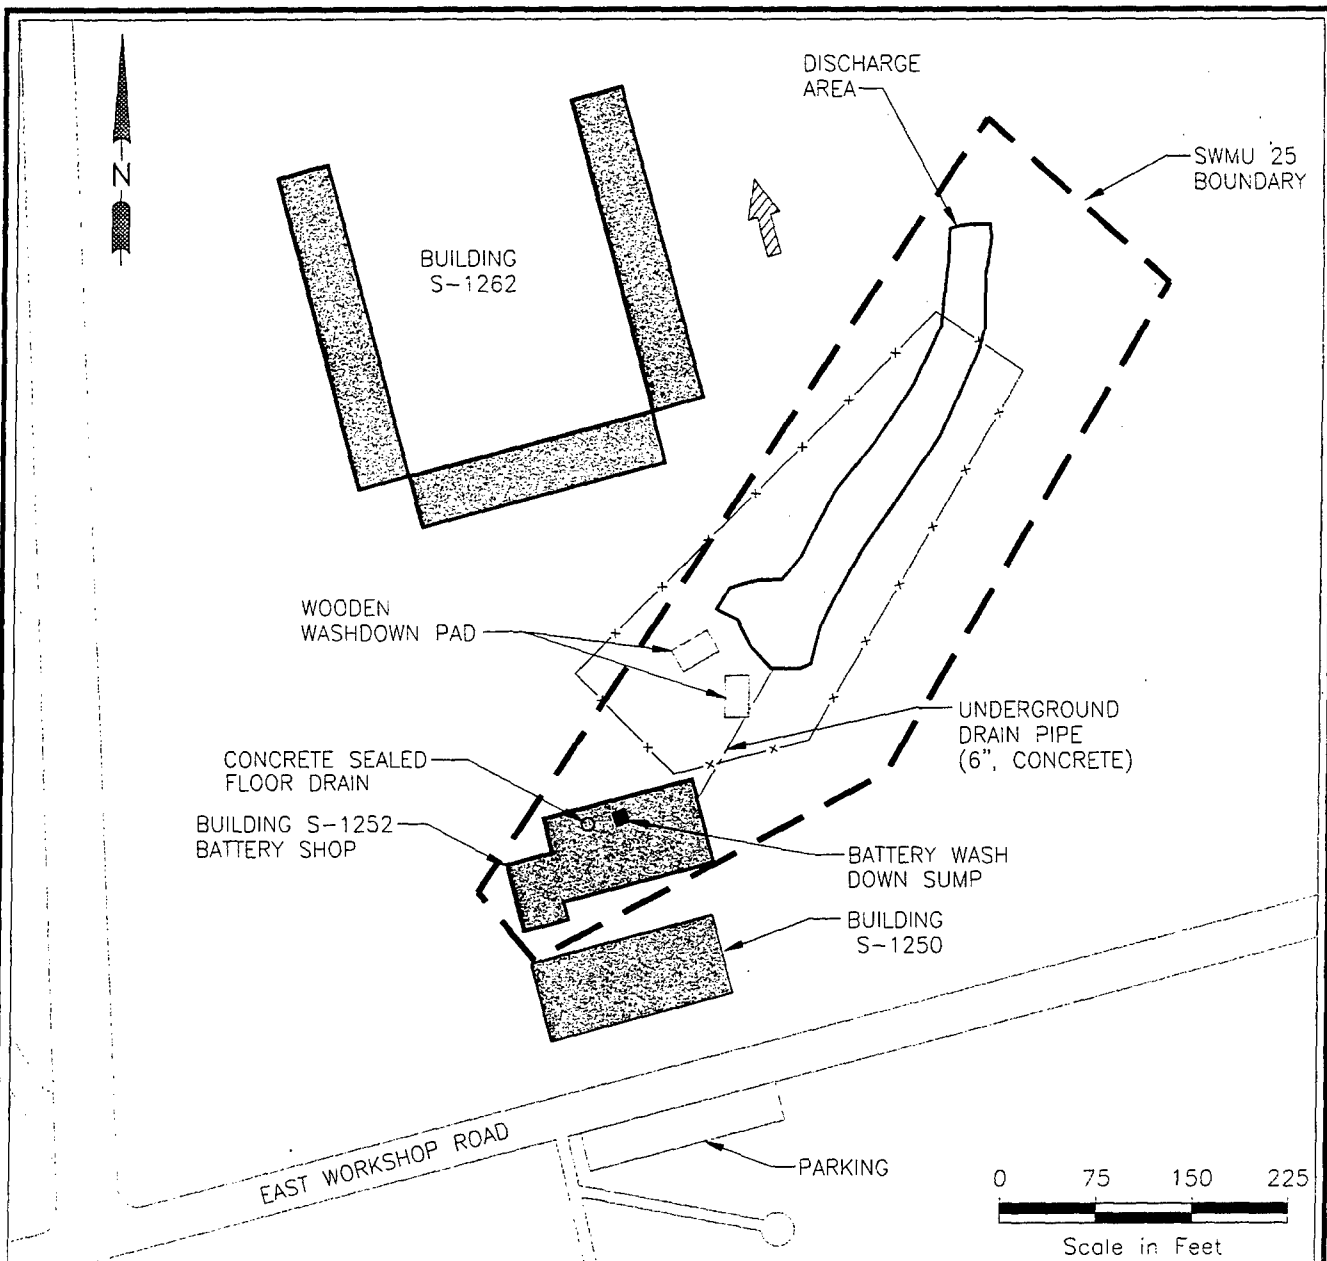 DISCHARGE
AREA
N
SWMU 25
BOUNDARY
BUILDING
S-1262
WOODEN
WASHDOWN PAD
UNDERGROUND
DRAIN PIPE
(6", CONCRETE)
CONCRETE SEALED
FLOOR DRAIN
BUILDING S-1252
BATTERY SHOP
BATTERY WASH
DOWN SUMP
BUILDING
S-1250
EAST WORKSHOP ROAD
PARKING
0 75 150 225
Scale in Feet